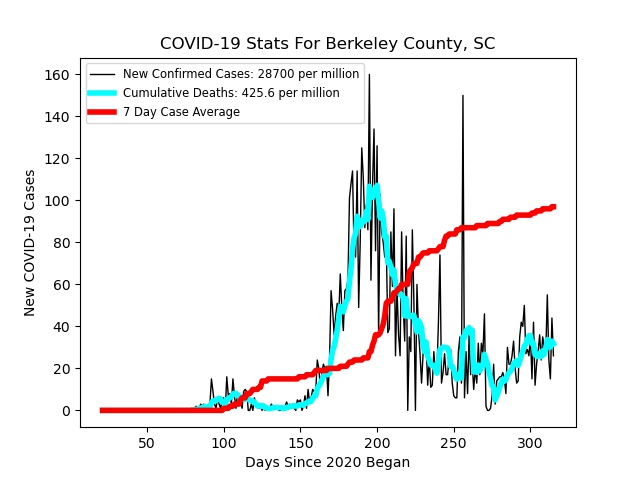 COVID-19 Stats For Berkeley County, SC
New Confirmed Cases: 28700 per million
Cumulative Deaths: 425.6 per million
7 Day Case Average
New COVID-19 Cases
160
140
120
100
80
60
40
20
0
50 100 150 200 250 300
Days Since 2020 Began